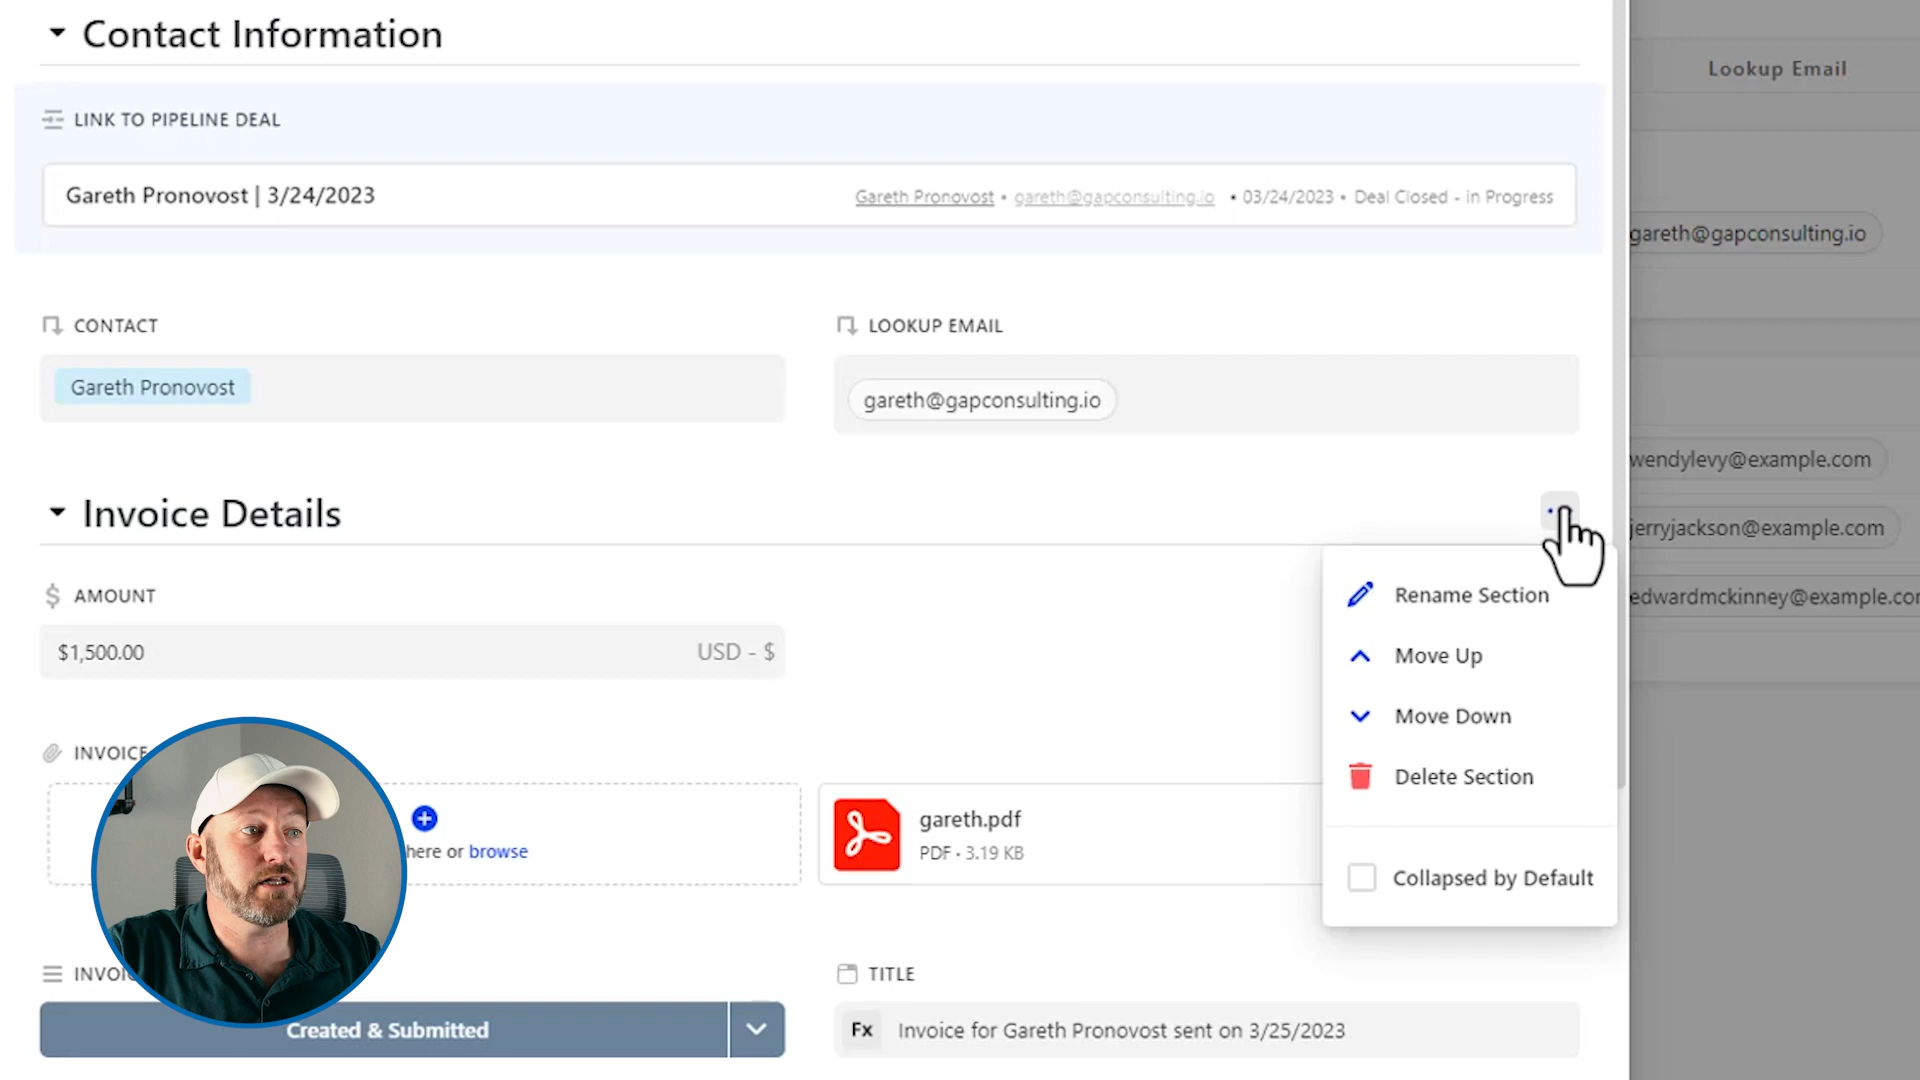 Contact Information
LINK TO PIPELINE DEAL
Gareth Pronovost | 3/24/2023
Gareth Pronovost • gareth@gapconsulting.io • 03/24/2023 • Deal Closed - in Progress
CONTACT
Gareth Pronovost
LOOKUP EMAIL
gareth@gapconsulting.io
Invoice Details
AMOUNT
$1,500.00 USD - $
INVOICE
here or browse
gareth.pdf
PDF • 3.19 KB
Created & Submitted
TITLE
Fx Invoice for Gareth Pronovost sent on 3/25/2023
Rename Section
Move Up
Move Down
Delete Section
Collapsed by Default
Lookup Email
gareth@gapconsulting.io
wendylevy@example.com
jerryjackson@example.com